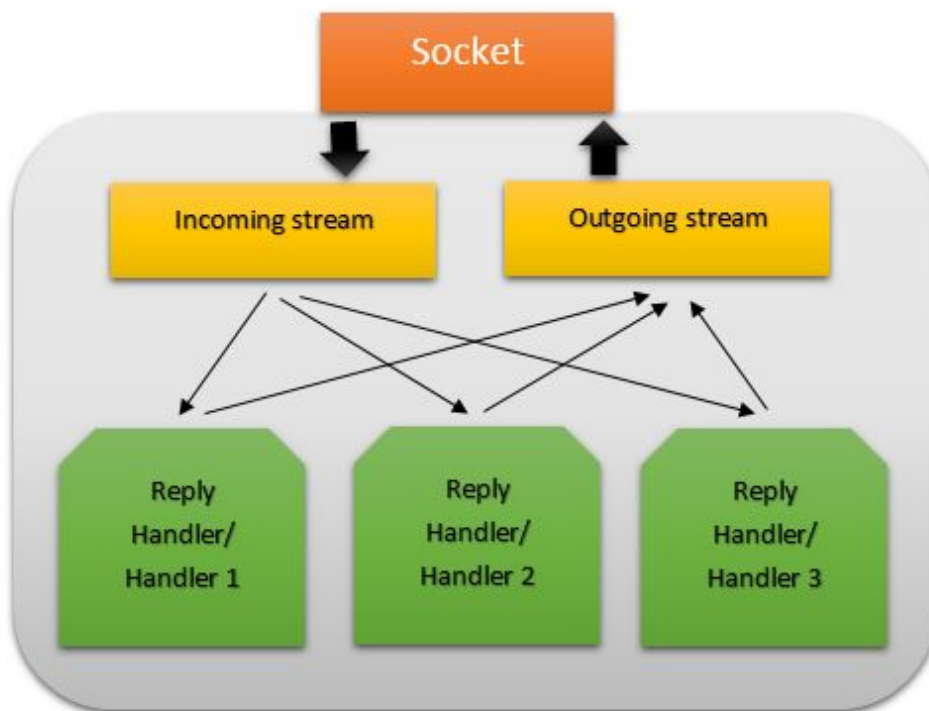 Socket
Incoming stream
Outgoing stream
Reply
Handler/
Handler 1
Reply
Handler/
Handler 2
Reply
Handler/
Handler 3